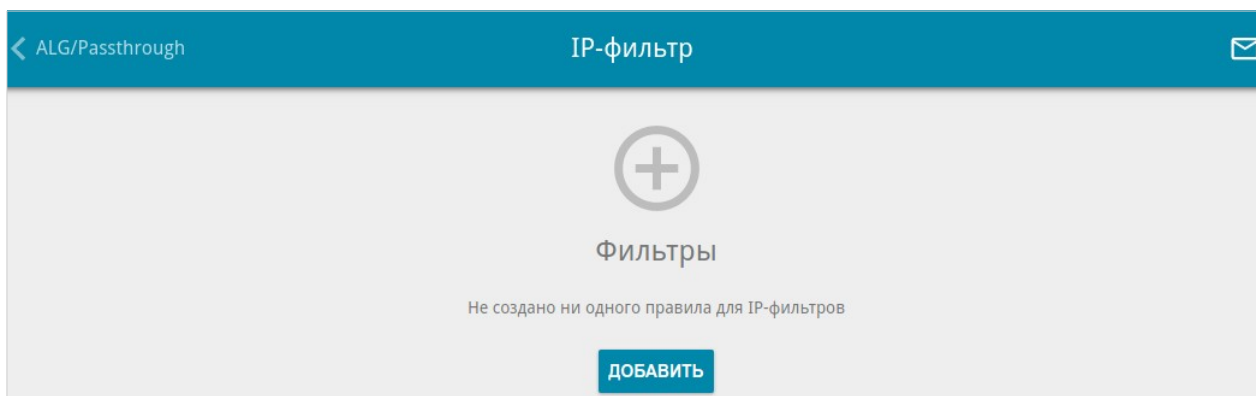 ALG/Passthrough
IP-фильтр
Фильтры
Не создано ни одного правила для IP-фильтров
ДОБАВИТЬ